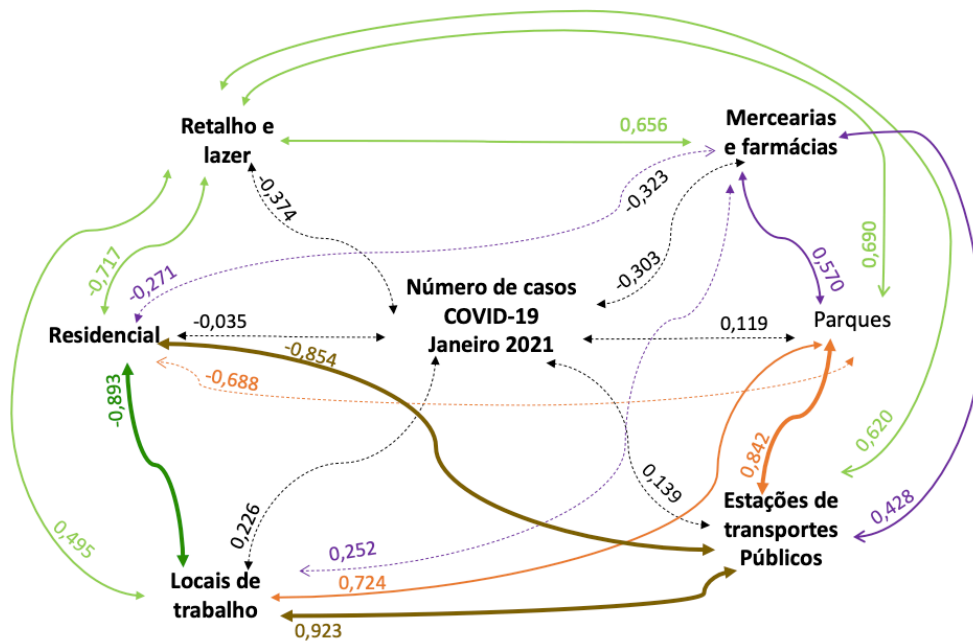 Retalho e
lazer
Mercearias
e farmácias
0,656
-0,374
-0,323
-0,717
-0,271
-0,303
0,690
0,570
Número de casos
COVID-19
Janeiro 2021
Residencial
-0,035
0,119
Parques
-0,854
-0,688
-0,893
0,842
0,620
0,139
0,226
0,428
Estações de
transportes
Públicos
0,495
0,252
0,724
Locais de
trabalho
0,923